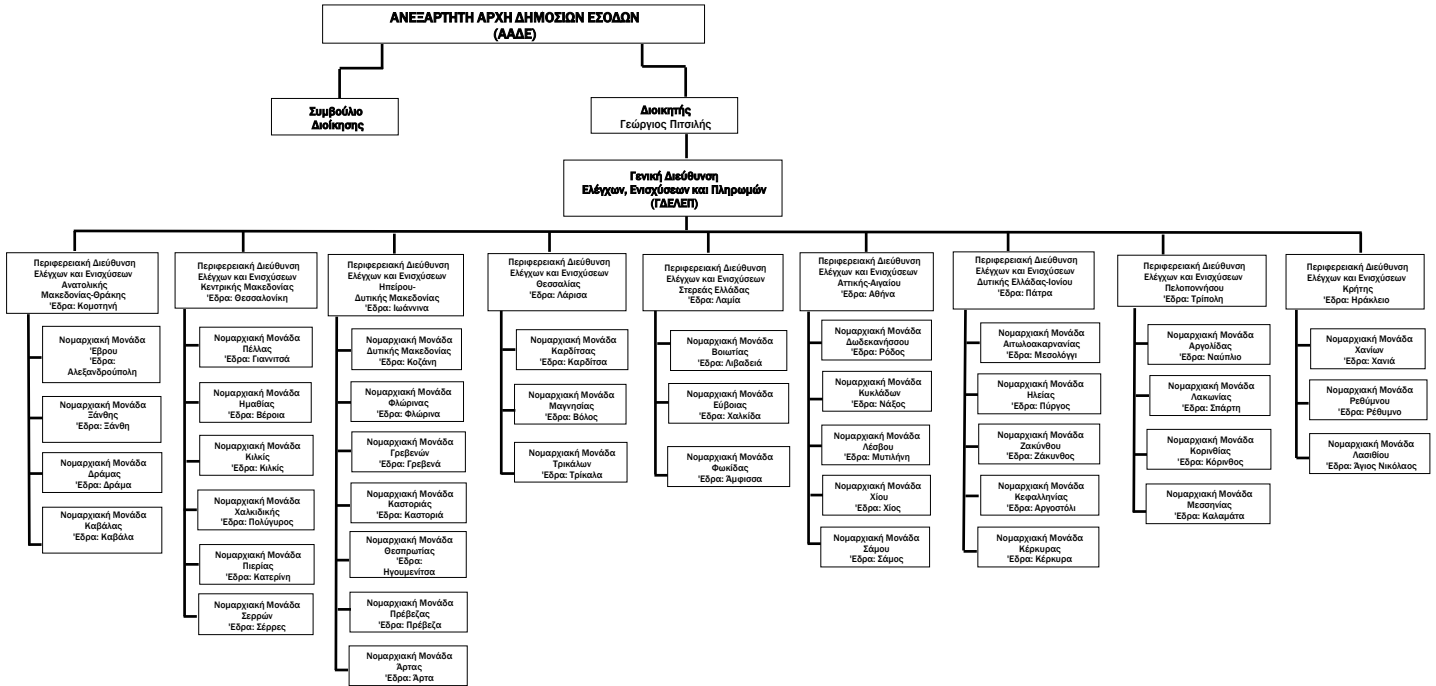 ΑΝΕΞΑΡΤΗΤΗ ΑΡΧΗ ΔΗΜΟΣΙΩΝ ΕΣΟΔΩΝ
(ΑΑΔΕ)
Συμβούλιο
Διοίκησης
Διοικητής
Γεώργιος Πιτσιλής
Γενική Διεύθυνση
Ελέγχων, Ενισχύσεων και Πληρωμών
(ΓΔΕΛΕΠ)
Περιφερειακή Διεύθυνση
Ελέγχων και Ενισχύσεων
Ανατολικής
Μακεδονίας-Θράκης
Έδρα: Κομοτηνή
Νομαρχιακή Μονάδα
Έβρου
Έδρα:
Αλεξανδρούπολη
Νομαρχιακή Μονάδα
Ξάνθης
Έδρα: Ξάνθη
Νομαρχιακή Μονάδα
Δράμας
Έδρα: Δράμα
Νομαρχιακή Μονάδα
Καβάλας
Έδρα: Καβάλα
Περιφερειακή Διεύθυνση
Ελέγχων και Ενισχύσεων
Κεντρικής Μακεδονίας
Έδρα: Θεσσαλονίκη
Νομαρχιακή Μονάδα
Πέλλας
Έδρα: Γιαννιτσά
Νομαρχιακή Μονάδα
Ημαθίας
Έδρα: Βέροια
Νομαρχιακή Μονάδα
Κιλκίς
Έδρα: Κιλκίς
Νομαρχιακή Μονάδα
Χαλκιδικής
Έδρα: Πολύγυρος
Νομαρχιακή Μονάδα
Πιερίας
Έδρα: Κατερίνη
Νομαρχιακή Μονάδα
Σερρών
Έδρα: Σέρρες
Περιφερειακή Διεύθυνση
Ελέγχων και Ενισχύσεων
Ηπείρου-
Δυτικής Μακεδονίας
Έδρα: Ιωάννινα
Νομαρχιακή Μονάδα
Δυτικής Μακεδονίας
Έδρα: Κοζάνη
Νομαρχιακή Μονάδα
Φλώρινας
Έδρα: Φλώρινα
Νομαρχιακή Μονάδα
Γρεβενών
Έδρα: Γρεβενά
Νομαρχιακή Μονάδα
Καστοριάς
Έδρα: Καστοριά
Νομαρχιακή Μονάδα
Θεσπρωτίας
Έδρα:
Ηγουμενίτσα
Νομαρχιακή Μονάδα
Πρέβεζας
Έδρα: Πρέβεζα
Νομαρχιακή Μονάδα
Άρτας
Έδρα: Άρτα
Περιφερειακή Διεύθυνση
Ελέγχων και Ενισχύσεων
Θεσσαλίας
Έδρα: Λάρισα
Νομαρχιακή Μονάδα
Καρδίτσας
Έδρα: Καρδίτσα
Νομαρχιακή Μονάδα
Μαγνησίας
Έδρα: Βόλος
Νομαρχιακή Μονάδα
Τρικάλων
Έδρα: Τρίκαλα
Περιφερειακή Διεύθυνση
Ελέγχων και Ενισχύσεων
Στερεάς Ελλάδας
Έδρα: Λαμία
Νομαρχιακή Μονάδα
Βοιωτίας
Έδρα: Λιβαδειά
Νομαρχιακή Μονάδα
Εύβοιας
Έδρα: Χαλκίδα
Νομαρχιακή Μονάδα
Φωκίδας
Έδρα: Άμφισσα
Περιφερειακή Διεύθυνση
Ελέγχων και Ενισχύσεων
Αττικής-Αιγαίου
Έδρα: Αθήνα
Νομαρχιακή Μονάδα
Δωδεκανήσσου
Έδρα: Ρόδος
Νομαρχιακή Μονάδα
Κυκλάδων
Έδρα: Νάξος
Νομαρχιακή Μονάδα
Λέσβου
Έδρα: Μυτιλήνη
Νομαρχιακή Μονάδα
Χίου
Έδρα: Χίος
Νομαρχιακή Μονάδα
Σάμου
Έδρα: Σάμος
Περιφερειακή Διεύθυνση
Ελέγχων και Ενισχύσεων
Δυτικής Ελλάδας-Ιονίου
Έδρα: Πάτρα
Νομαρχιακή Μονάδα
Αιτωλοακαρνανίας
Έδρα: Μεσολόγγι
Νομαρχιακή Μονάδα
Ηλείας
Έδρα: Πύργος
Νομαρχιακή Μονάδα
Ζακύνθου
Έδρα: Ζάκυνθος
Νομαρχιακή Μονάδα
Κεφαλληνίας
Έδρα: Αργοστόλι
Νομαρχιακή Μονάδα
Κέρκυρας
Έδρα: Κέρκυρα
Περιφερειακή Διεύθυνση
Ελέγχων και Ενισχύσεων
Πελοποννήσου
Έδρα: Τρίπολη
Νομαρχιακή Μονάδα
Αργολίδας
Έδρα: Ναύπλιο
Νομαρχιακή Μονάδα
Λακωνίας
Έδρα: Σπάρτη
Νομαρχιακή Μονάδα
Κορινθίας
Έδρα: Κόρινθος
Νομαρχιακή Μονάδα
Μεσσηνίας
Έδρα: Καλαμάτα
Περιφερειακή Διεύθυνση
Ελέγχων και Ενισχύσεων
Κρήτης
Έδρα: Ηράκλειο
Νομαρχιακή Μονάδα
Χανίων
Έδρα: Χανιά
Νομαρχιακή Μονάδα
Ρεθύμνου
Έδρα: Ρέθυμνο
Νομαρχιακή Μονάδα
Λασιθίου
Έδρα: Άγιος Νικόλαος